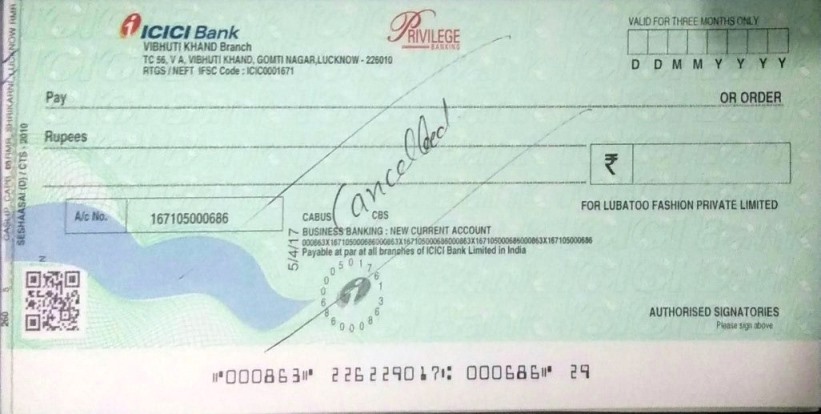 ICICI Bank
PRIVILEGE
BANKING
VALID FOR THREE MONTHS ONLY
VIBHUTI KHAND Branch
TC 56, V A, VIBHUTI KHAND, GOMTI NAGAR,LUCKNOW - 226010
RTGS / NEFT IFSC Code : ICIC0001671
D D M M Y Y Y Y
Pay
OR ORDER
Rupees
₹
Cancelled
A/c No. 167105000686
CABUS CBS
FOR LUBATOO FASHION PRIVATE LIMITED
BUSINESS BANKING : NEW CURRENT ACCOUNT
000863X167105000686000863X167105000686000863X167105000686000863X167105000686
Payable at par at all branches of ICICI Bank Limited in India
5/4/17
SESHAASAI (D) / CTS - 2010
AUTHORISED SIGNATORIES
Please sign above
⑈000863⑈ 226229017⑆ 000686⑈ 29